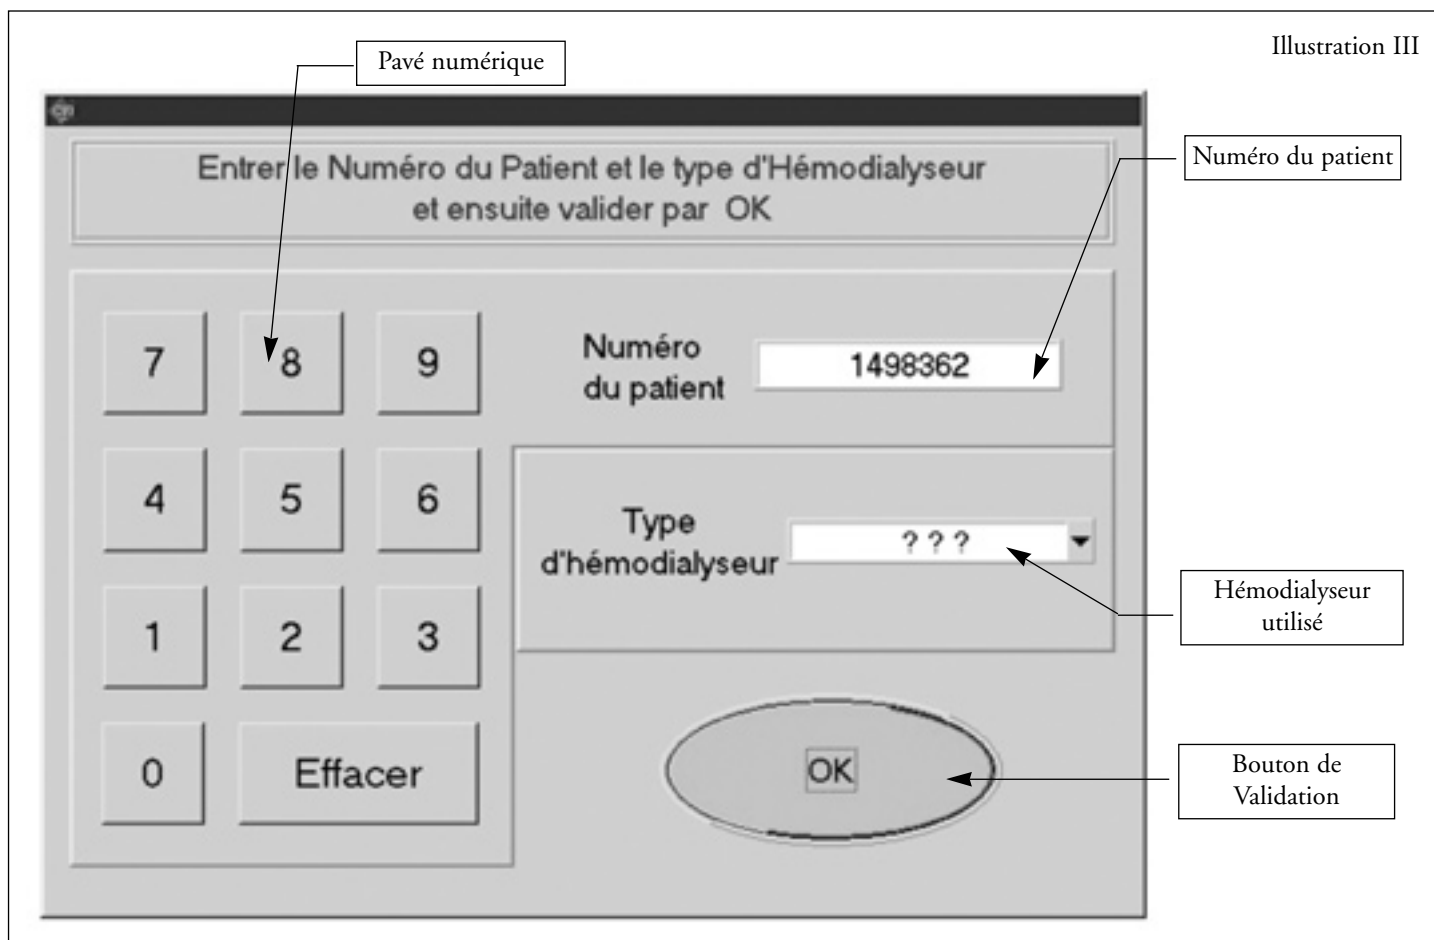 Illustration III
Pavé numérique
Numéro du patient
Entrer le Numéro du Patient et le type d'Hémodialyseur
et ensuite valider par OK
7 8 9
Numéro
du patient
1498362
4 5 6
Type
d'hémodialyseur
? ? ?
Hémodialyseur
utilisé
1 2 3
0 Effacer
OK
Bouton de
Validation